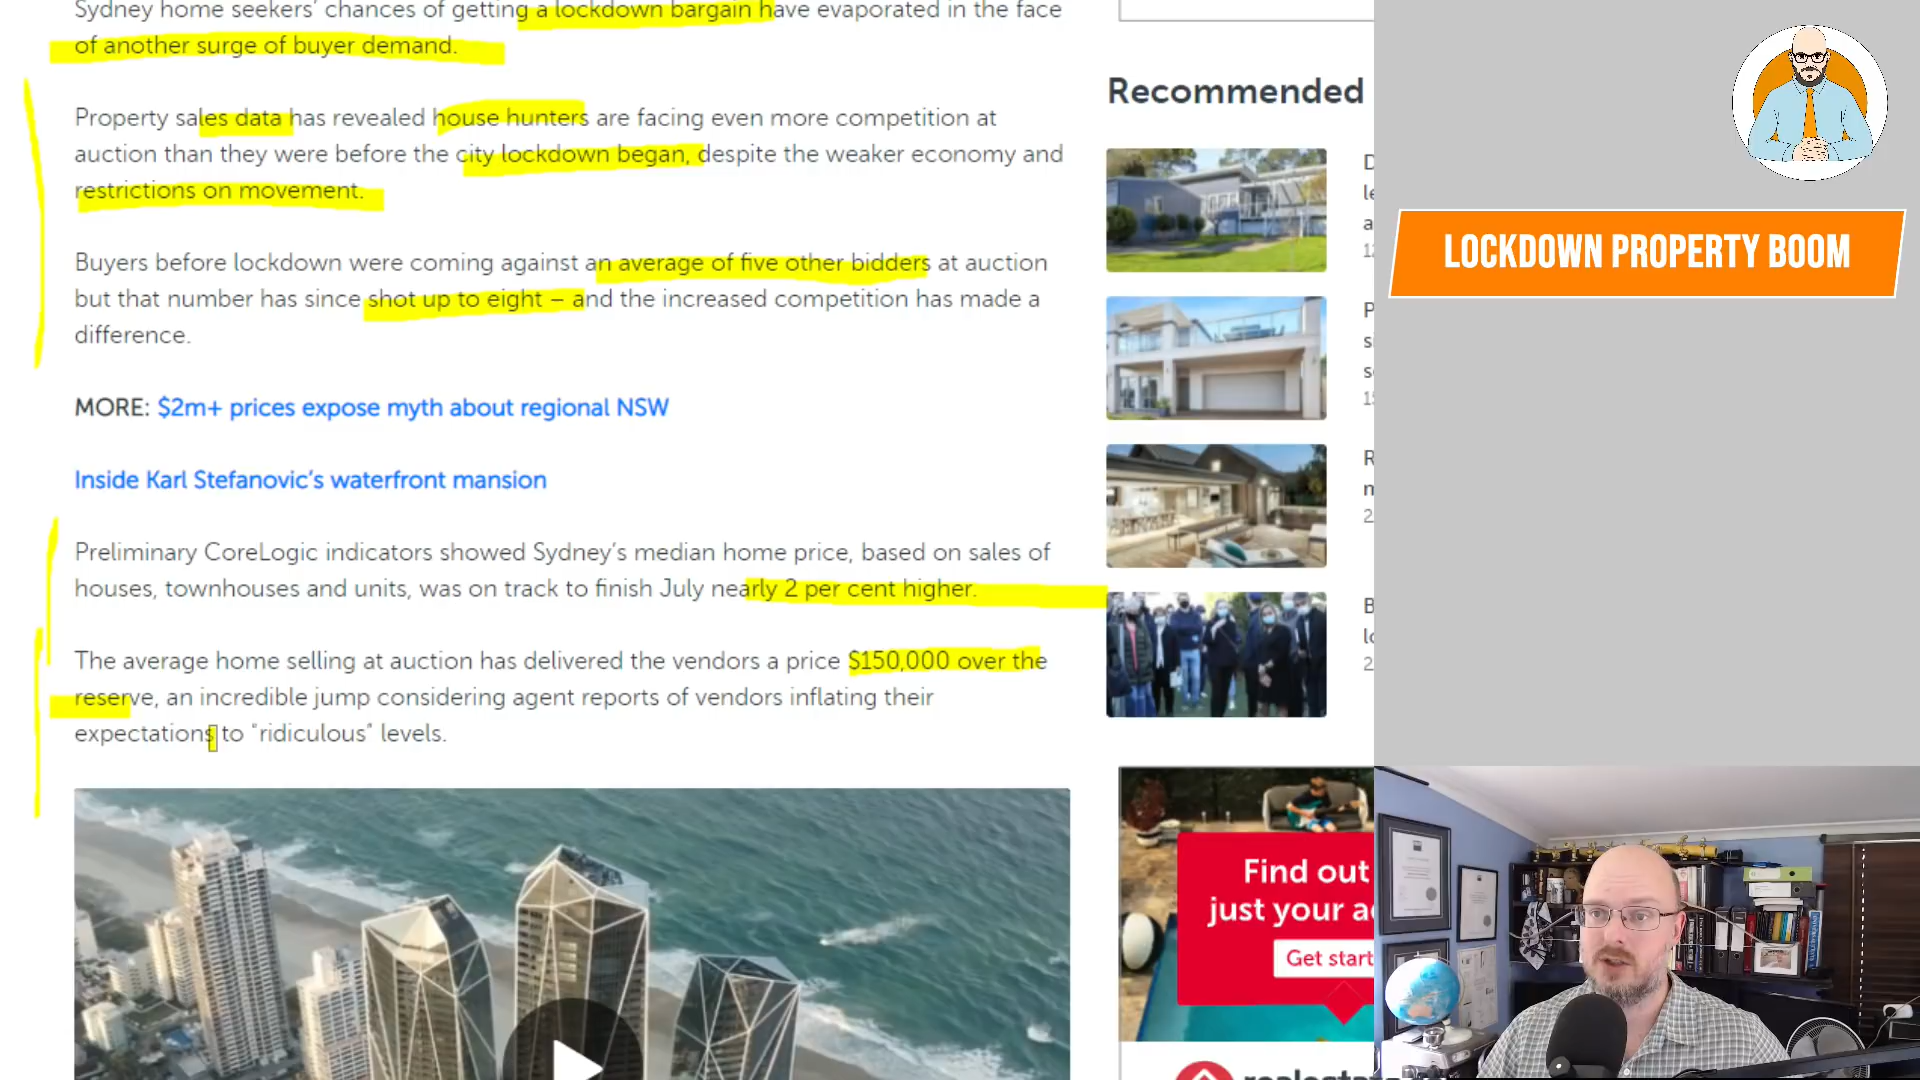 Sydney home seekers' chances of getting a lockdown bargain have evaporated in the face
of another surge of buyer demand.
Property sales data has revealed house hunters are facing even more competition at
auction than they were before the city lockdown began, despite the weaker economy and
restrictions on movement.
Buyers before lockdown were coming against an average of five other bidders at auction
but that number has since shot up to eight – and the increased competition has made a
difference.
MORE: $2m+ prices expose myth about regional NSW
Inside Karl Stefanovic's waterfront mansion
Preliminary CoreLogic indicators showed Sydney's median home price, based on sales of
houses, townhouses and units, was on track to finish July nearly 2 per cent higher.
The average home selling at auction has delivered the vendors a price $150,000 over the
reserve, an incredible jump considering agent reports of vendors inflating their
expectations to "ridiculous" levels.
Recommended
LOCKDOWN PROPERTY BOOM
Find out
just your
Get start